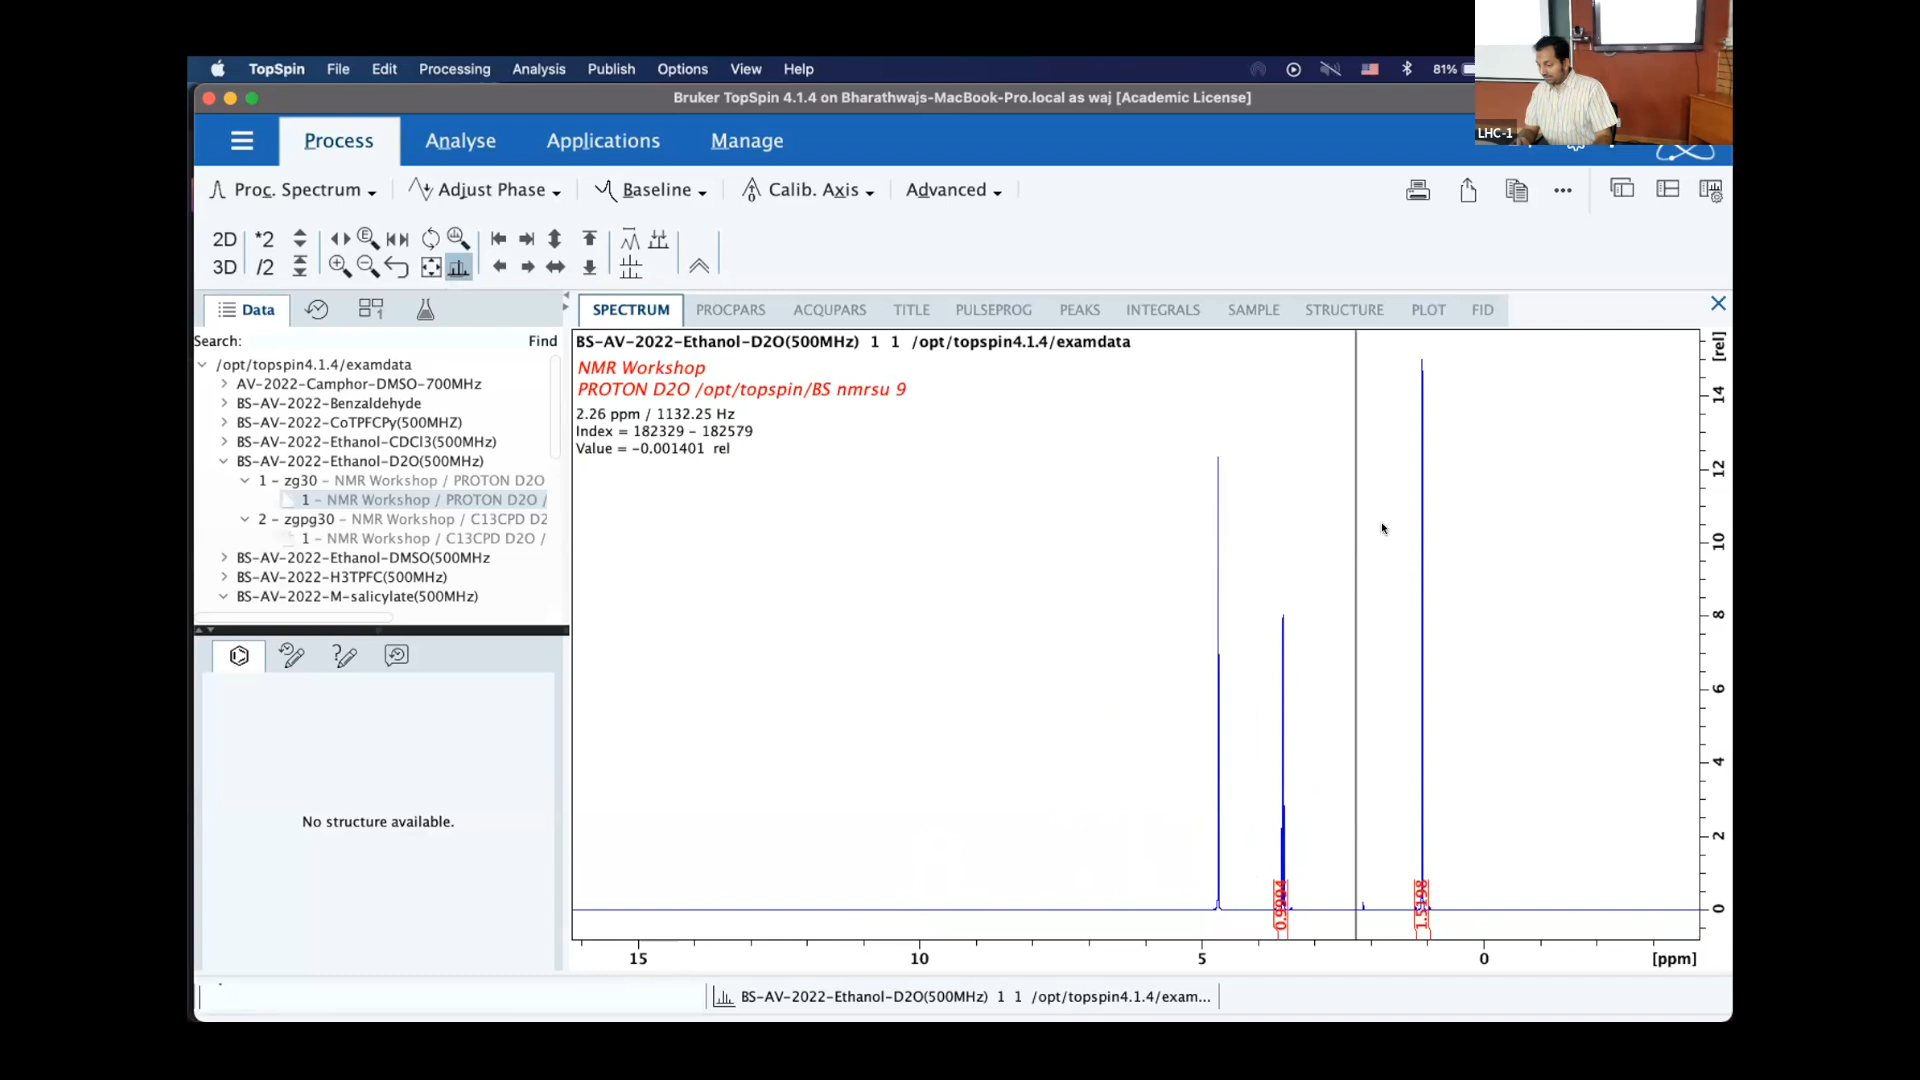 TopSpin File Edit Processing Analysis Publish Options View Help 81%
Bruker TopSpin 4.1.4 on Bharathwajs-MacBook-Pro.local as waj [Academic License]
LHC-1
Process Analyse Applications Manage
Proc. Spectrum Adjust Phase Baseline Calib. Axis Advanced
2D *2
3D /2
Data
SPECTRUM PROCPARS ACQUPARS TITLE PULSEPROG PEAKS INTEGRALS SAMPLE STRUCTURE PLOT FID
Search: Find
/opt/topspin4.1.4/examdata
AV-2022-Camphor-DMSO-700MHz
BS-AV-2022-Benzaldehyde
BS-AV-2022-CoTPFCPy(500MHZ)
BS-AV-2022-Ethanol-CDCl3(500MHz)
BS-AV-2022-Ethanol-D2O(500MHz)
1 - zg30 - NMR Workshop / PROTON D2O
1 - NMR Workshop / PROTON D2O /
2 - zgpg30 - NMR Workshop / C13CPD D2
1 - NMR Workshop / C13CPD D2O /
BS-AV-2022-Ethanol-DMSO(500MHz
BS-AV-2022-H3TPFC(500MHz)
BS-AV-2022-M-salicylate(500MHz)
No structure available.
BS-AV-2022-Ethanol-D2O(500MHz) 1 1 /opt/topspin4.1.4/examdata
NMR Workshop
PROTON D2O /opt/topspin/BS nmrsu 9
2.26 ppm / 1132.25 Hz
Index = 182329 - 182579
Value = -0.001401 rel
[rel]
14
12
10
8
6
4
2
0
1.5198
15 10 5 0 [ppm]
BS-AV-2022-Ethanol-D2O(500MHz) 1 1 /opt/topspin4.1.4/exam...